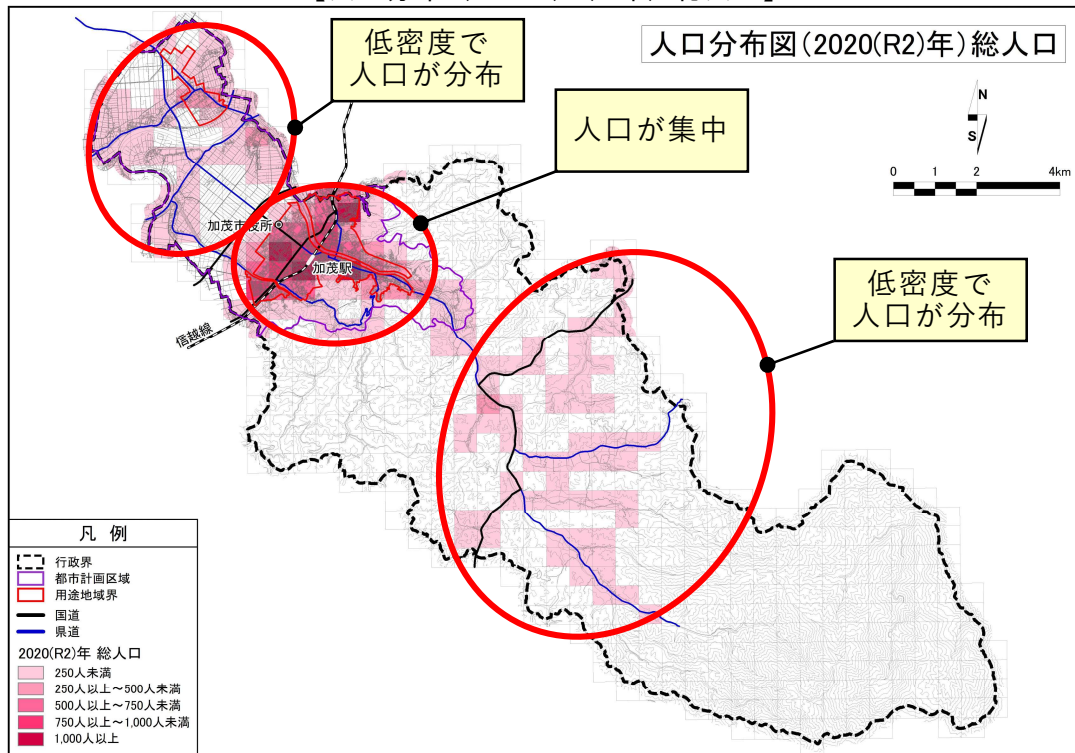 人口分布図(2020(R2)年)総人口
低密度で
人口が分布
人口が集中
N
S
0 1 2 4km
加茂市役所
加茂駅
信越線
低密度で
人口が分布
凡例
行政界
都市計画区域
用途地域界
国道
県道
2020(R2)年 総人口
250人未満
250人以上～500人未満
500人以上～750人未満
750人以上～1,000人未満
1,000人以上